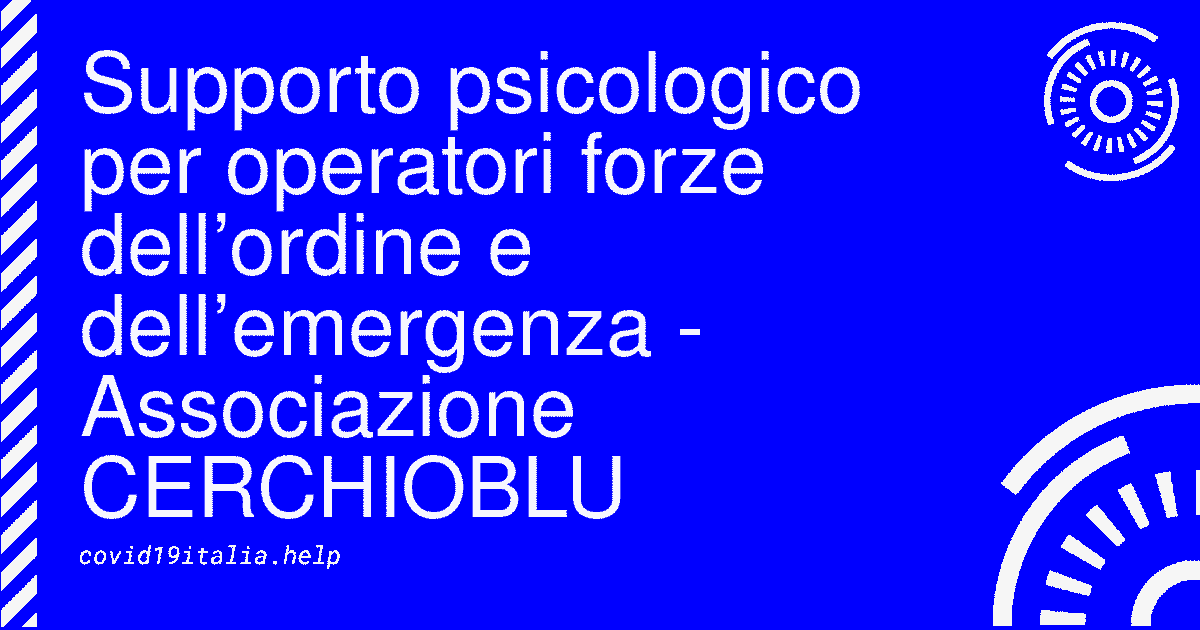 Supporto psicologico
per operatori forze
dell’ordine e
dell’emergenza -
Associazione
CERCHIOBLU
covid19italia.help